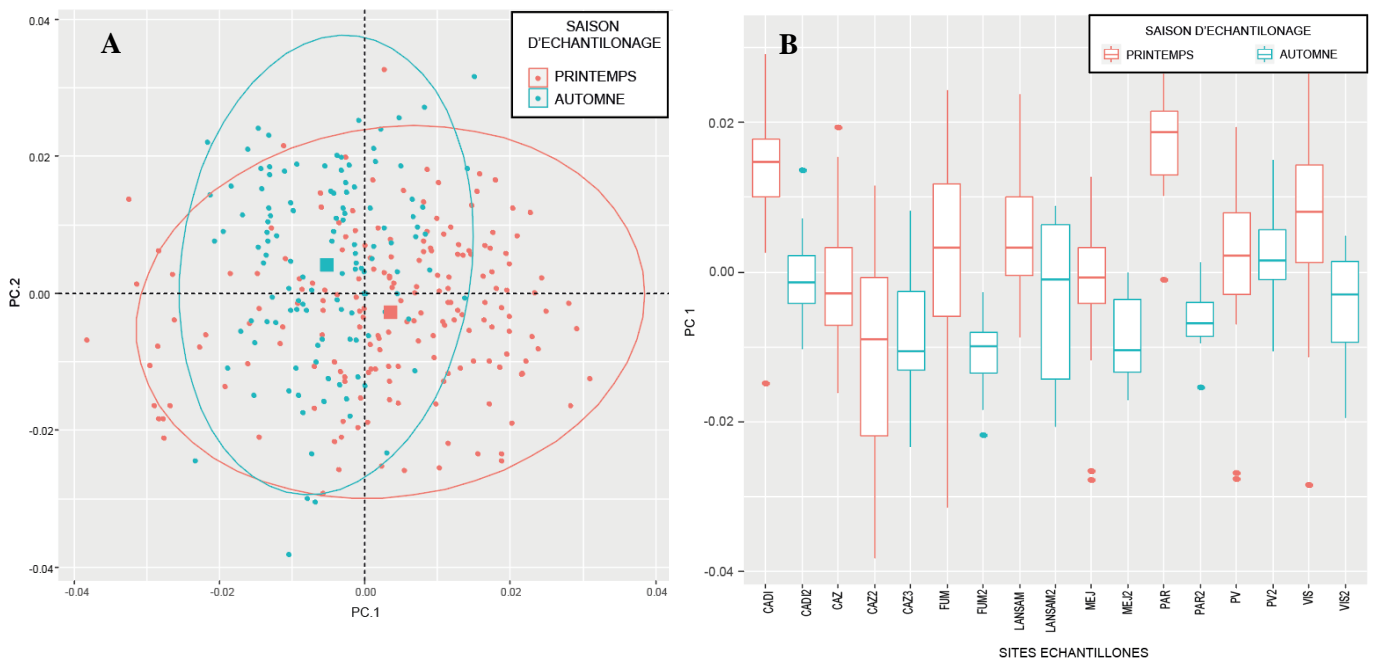 A
SAISON
D'ECHANTILONAGE
PRINTEMPS
AUTOMNE
0.04
0.02
0.00
-0.02
-0.04
PC.2
-0.04
-0.02
0.00
0.02
0.04
PC.1
B
SAISON D'ECHANTILONAGE
PRINTEMPS
AUTOMNE
0.02
0.00
-0.02
-0.04
PC 1
CADI
CADI2
CAZ
CAZ2
CAZ3
FUM
FUM2
LANSAM
LANSAM2
MEJ
MEJ2
PAR
PAR2
PV
PV2
VIS
VIS2
SITES ECHANTILLONES